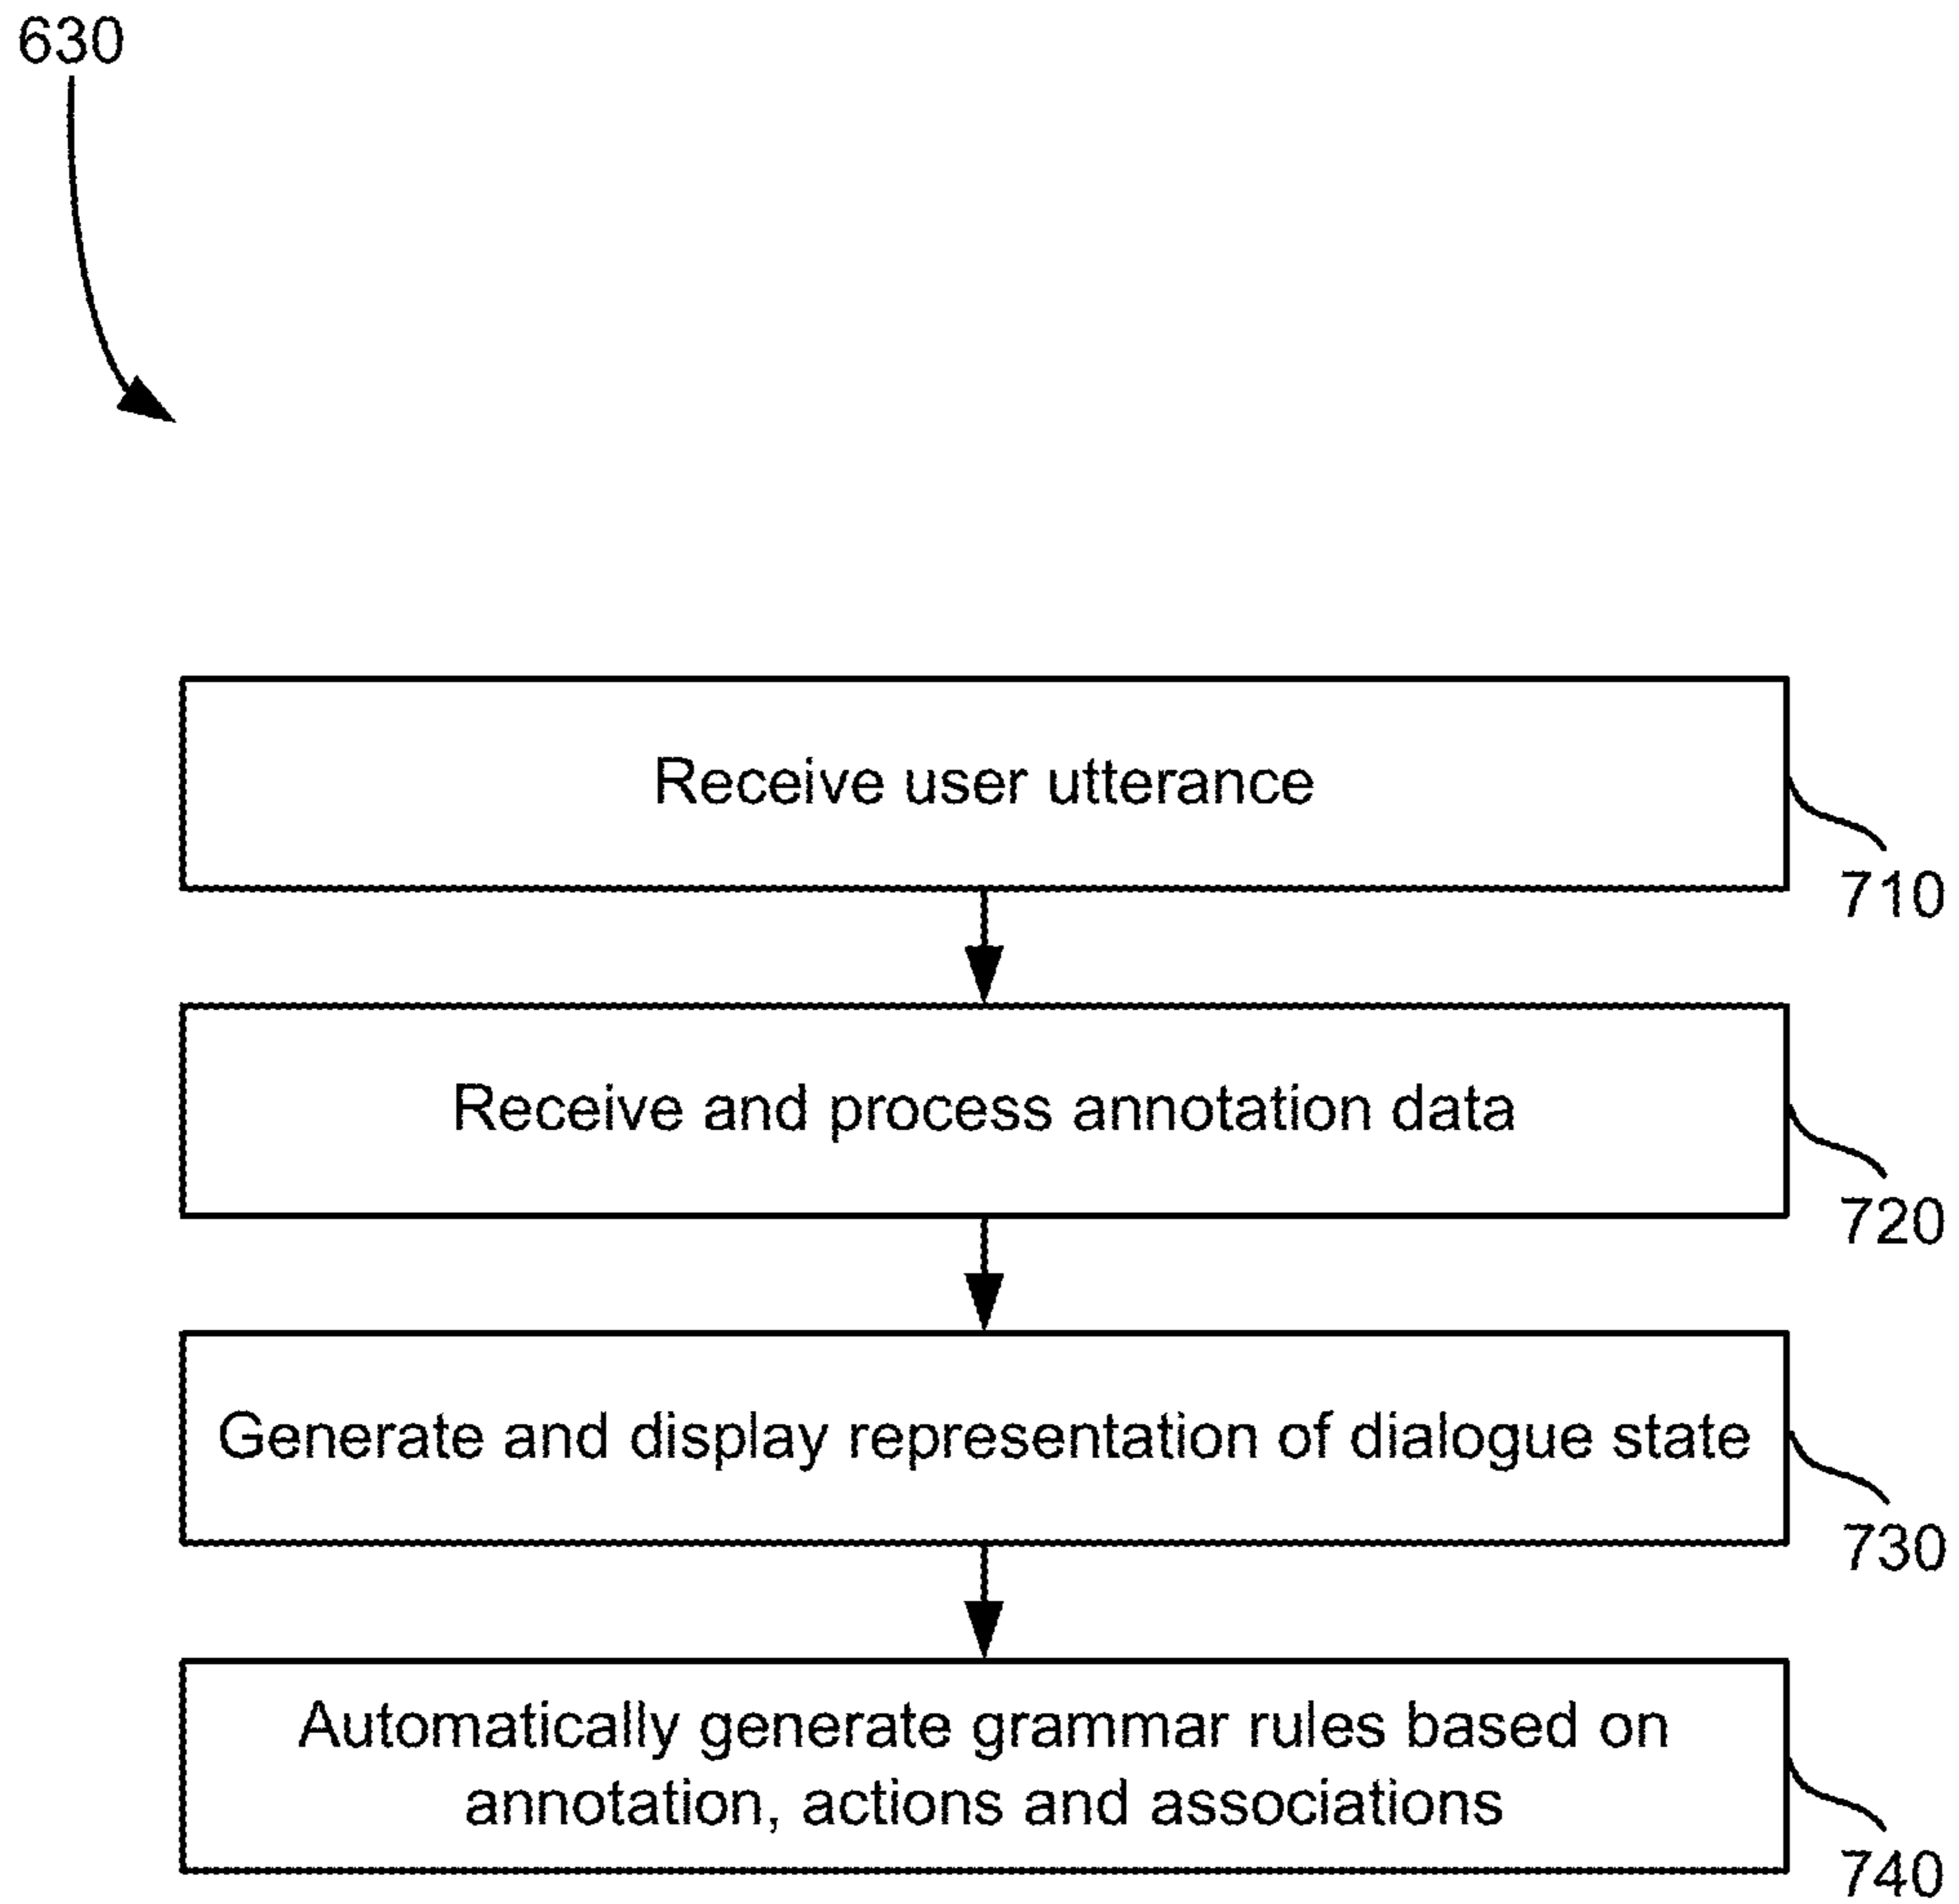 630
Receive user utterance
710
Receive and process annotation data
720
Generate and display representation of dialogue state
730
Automatically generate grammar rules based on
annotation, actions and associations
740